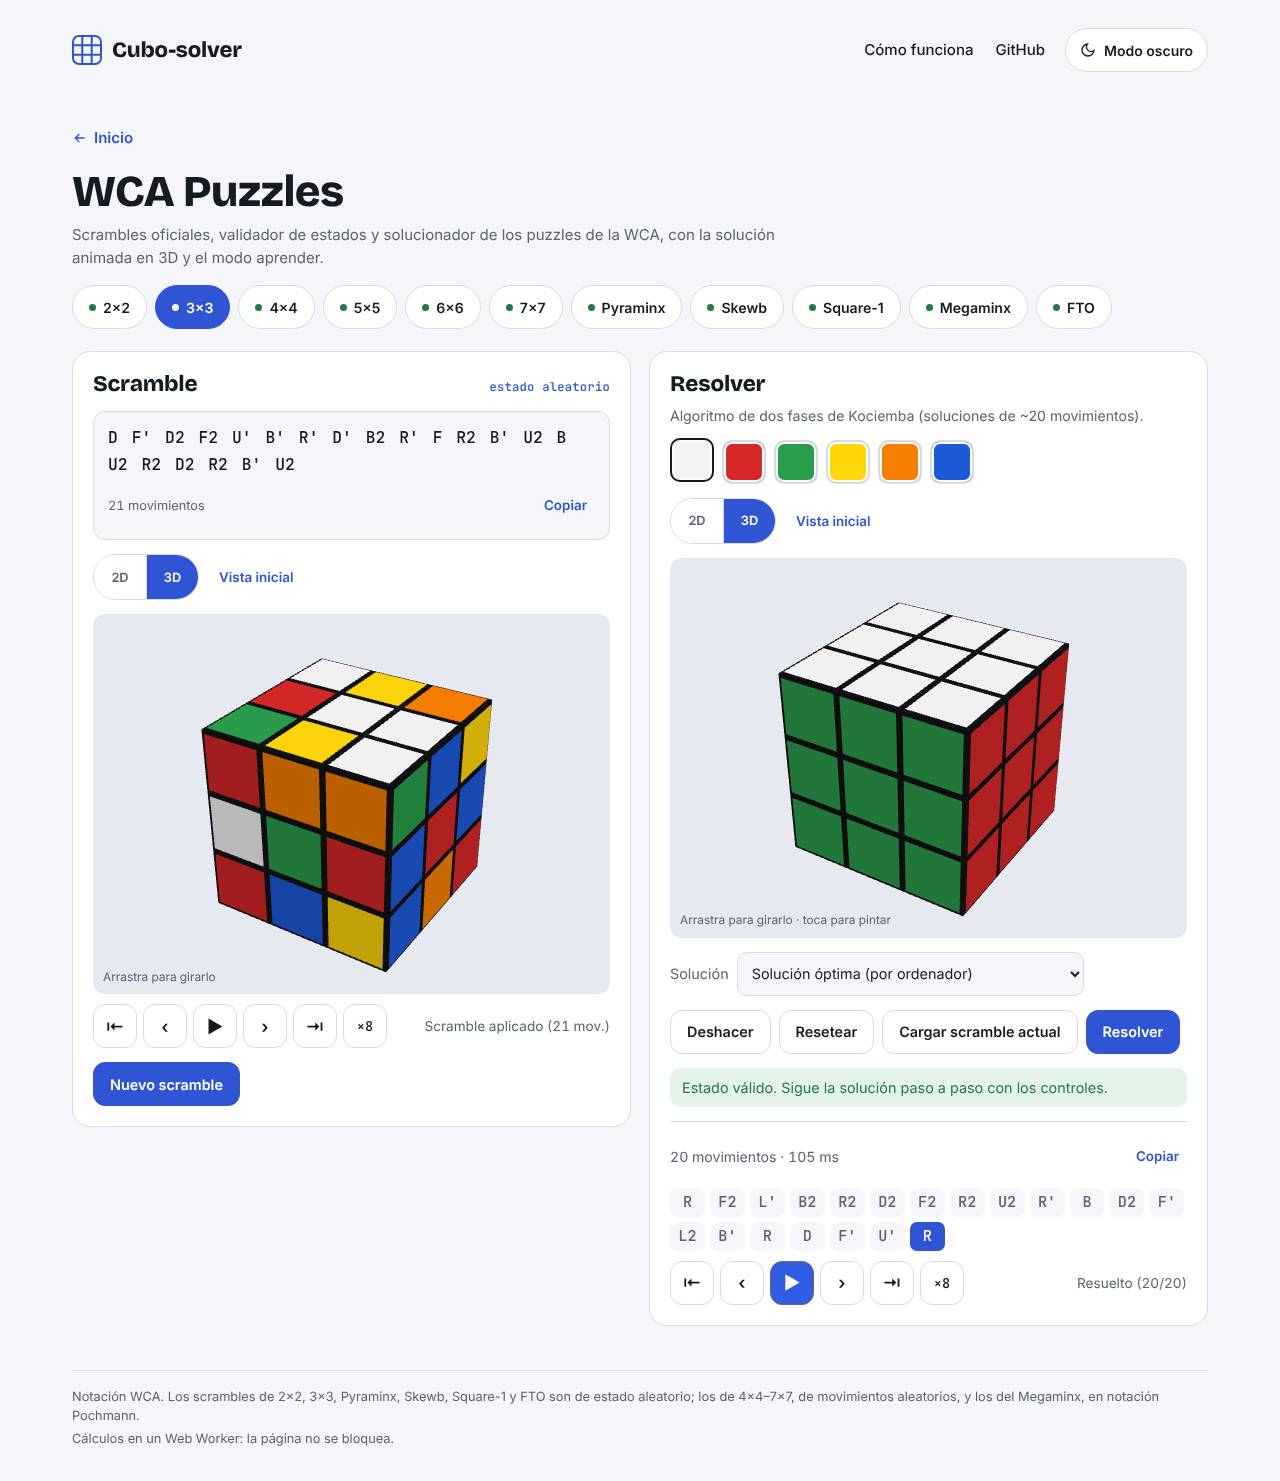 Cubo-solver
Cómo funciona
GitHub
Modo oscuro
← Inicio
WCA Puzzles
Scrambles oficiales, validador de estados y solucionador de los puzzles de la WCA, con la solución
animada en 3D y el modo aprender.
2×2
3×3
4×4
5×5
6×6
7×7
Pyraminx
Skewb
Square-1
Megaminx
FTO
Scramble
estado aleatorio
D F' D2 F2 U' B' R' D' B2 R' F R2 B' U2 B
U2 R2 D2 R2 B' U2
21 movimientos
Copiar
2D
3D
Vista inicial
Arrastra para girarlo
×8
Scramble aplicado (21 mov.)
Nuevo scramble
Resolver
Algoritmo de dos fases de Kociemba (soluciones de ~20 movimientos).
2D
3D
Vista inicial
Arrastra para girarlo · toca para pintar
Solución
Solución óptima (por ordenador)
Deshacer
Resetear
Cargar scramble actual
Resolver
Estado válido. Sigue la solución paso a paso con los controles.
20 movimientos · 105 ms
Copiar
R F2 L' B2 R2 D2 F2 R2 U2 R' B D2 F'
L2 B' R D F' U' R
×8
Resuelto (20/20)
Notación WCA. Los scrambles de 2×2, 3×3, Pyraminx, Skewb, Square-1 y FTO son de estado aleatorio; los de 4×4–7×7, de movimientos aleatorios, y los del Megaminx, en notación
Pochmann.
Cálculos en un Web Worker: la página no se bloquea.